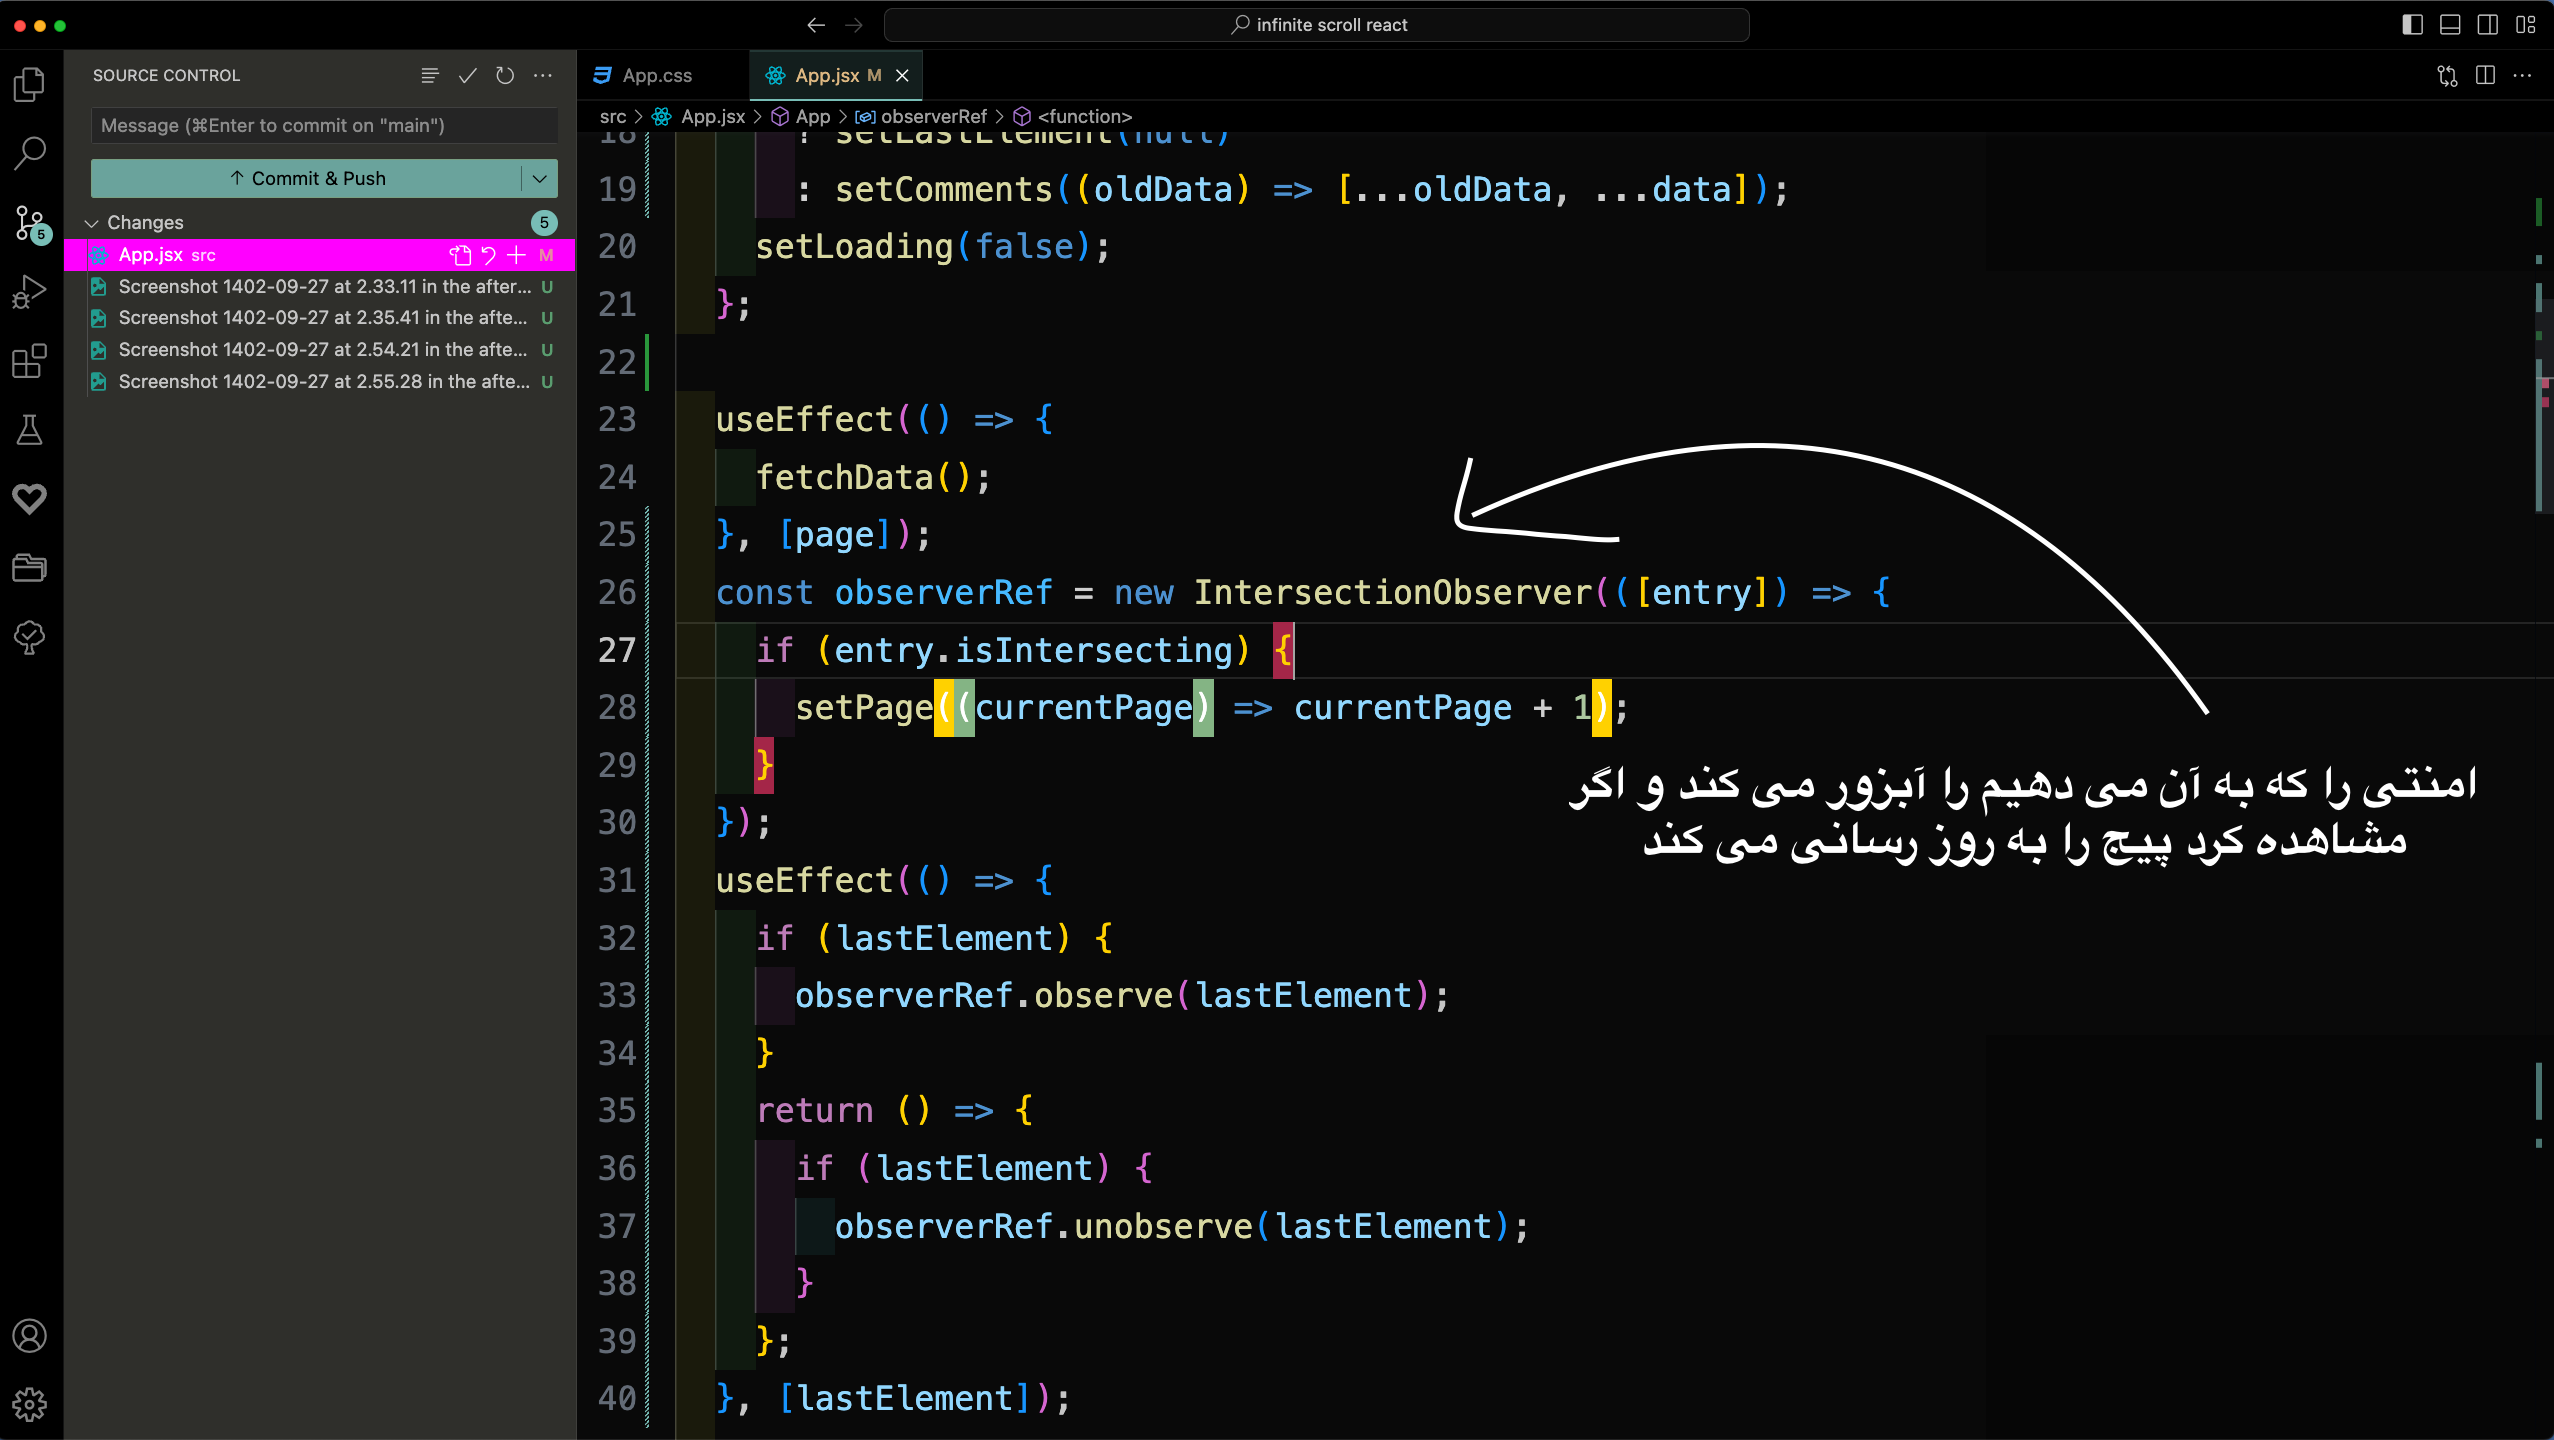 infinite scroll react
SOURCE CONTROL
Message (⌘Enter to commit on "main")
↑ Commit & Push
Changes 5
App.jsx src M
Screenshot 1402-09-27 at 2.33.11 in the after... U
Screenshot 1402-09-27 at 2.35.41 in the afte... U
Screenshot 1402-09-27 at 2.54.21 in the afte... U
Screenshot 1402-09-27 at 2.55.28 in the afte... U
5
App.css App.jsx M
src > App.jsx > App > observerRef > <function>
18 : setLastElement(null)
19 : setComments((oldData) => [...oldData, ...data]);
20 setLoading(false);
21 };
22
23 useEffect(() => {
24 fetchData();
25 }, [page]);
26 const observerRef = new IntersectionObserver(([entry]) => {
27 if (entry.isIntersecting) {
28 setPage((currentPage) => currentPage + 1);
29 }
30 });
31 useEffect(() => {
32 if (lastElement) {
33 observerRef.observe(lastElement);
34 }
35 return () => {
36 if (lastElement) {
37 observerRef.unobserve(lastElement);
38 }
39 };
40 }, [lastElement]);
امنتی را که به آن می دهیم را آبزور می کند و اگر
مشاهده کرد پیج را به روز رسانی می کند